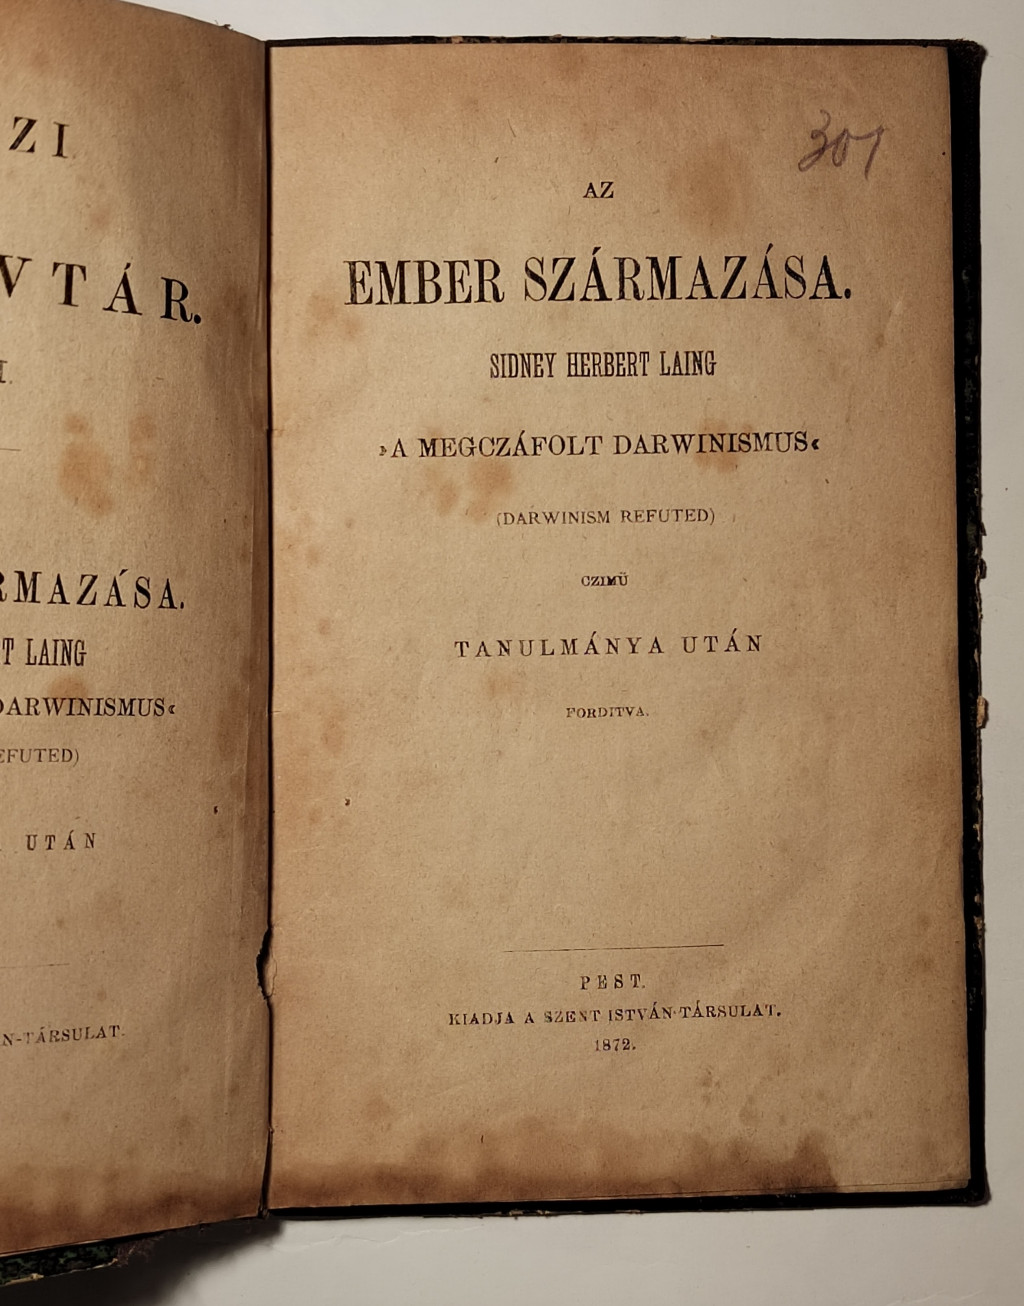 ZI
VTÁR.
RMAZÁSA.
T LAING
DARWINISMUS«
EFUTED)
UTÁN
N-TÁRSULAT.
301
AZ
EMBER SZÁRMAZÁSA.
SIDNEY HERBERT LAING
»A MEGCZÁFOLT DARWINISMUS«
(DARWINISM REFUTED)
CZIMŰ
TANULMÁNYA UTÁN
FORDITVA.
PEST.
KIADJA A SZENT ISTVÁN-TÁRSULAT.
1872.